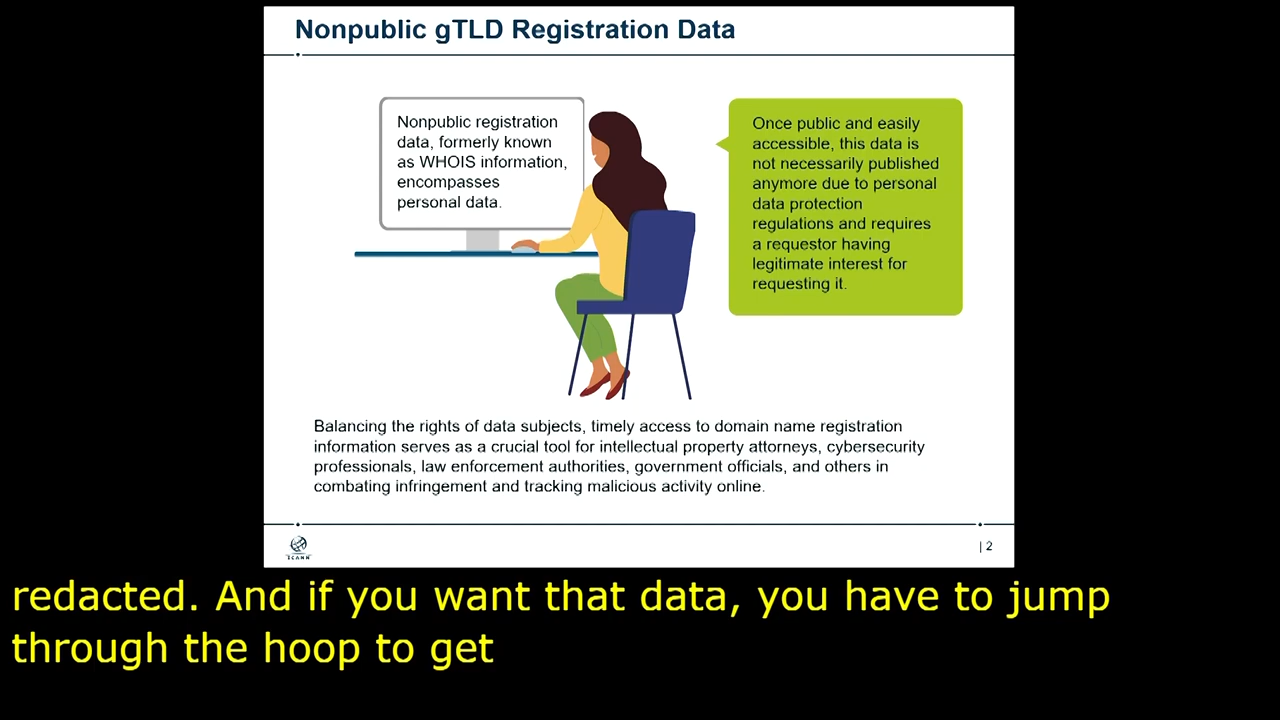 Nonpublic gTLD Registration Data
Nonpublic registration
data, formerly known
as WHOIS information,
encompasses
personal data.
Once public and easily
accessible, this data is
not necessarily published
anymore due to personal
data protection
regulations and requires
a requestor having
legitimate interest for
requesting it.
Balancing the rights of data subjects, timely access to domain name registration
information serves as a crucial tool for intellectual property attorneys, cybersecurity
professionals, law enforcement authorities, government officials, and others in
combating infringement and tracking malicious activity online.
ICANN
| 2
redacted. And if you want that data, you have to jump
through the hoop to get